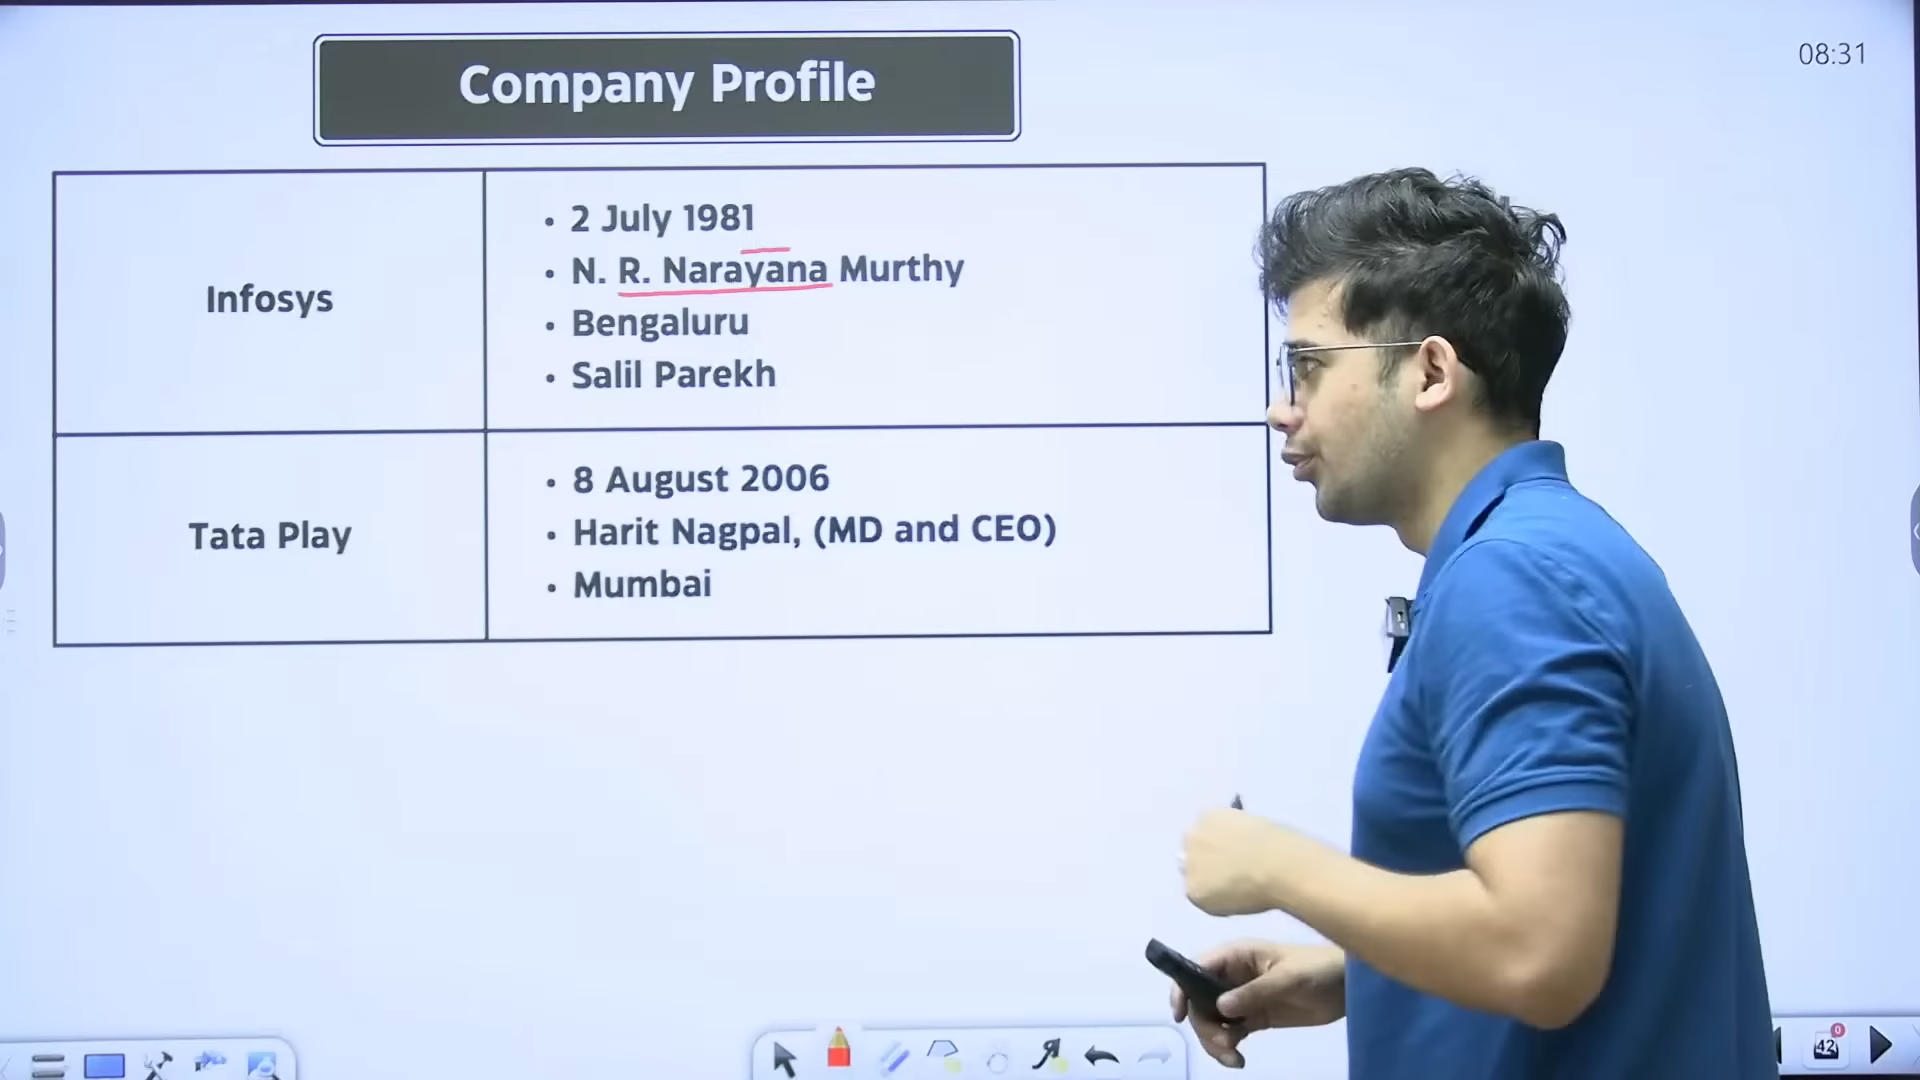 Company Profile
08:31
Infosys
• 2 July 1981
• N. R. Narayana Murthy
• Bengaluru
• Salil Parekh
Tata Play
• 8 August 2006
• Harit Nagpal, (MD and CEO)
• Mumbai
0
42